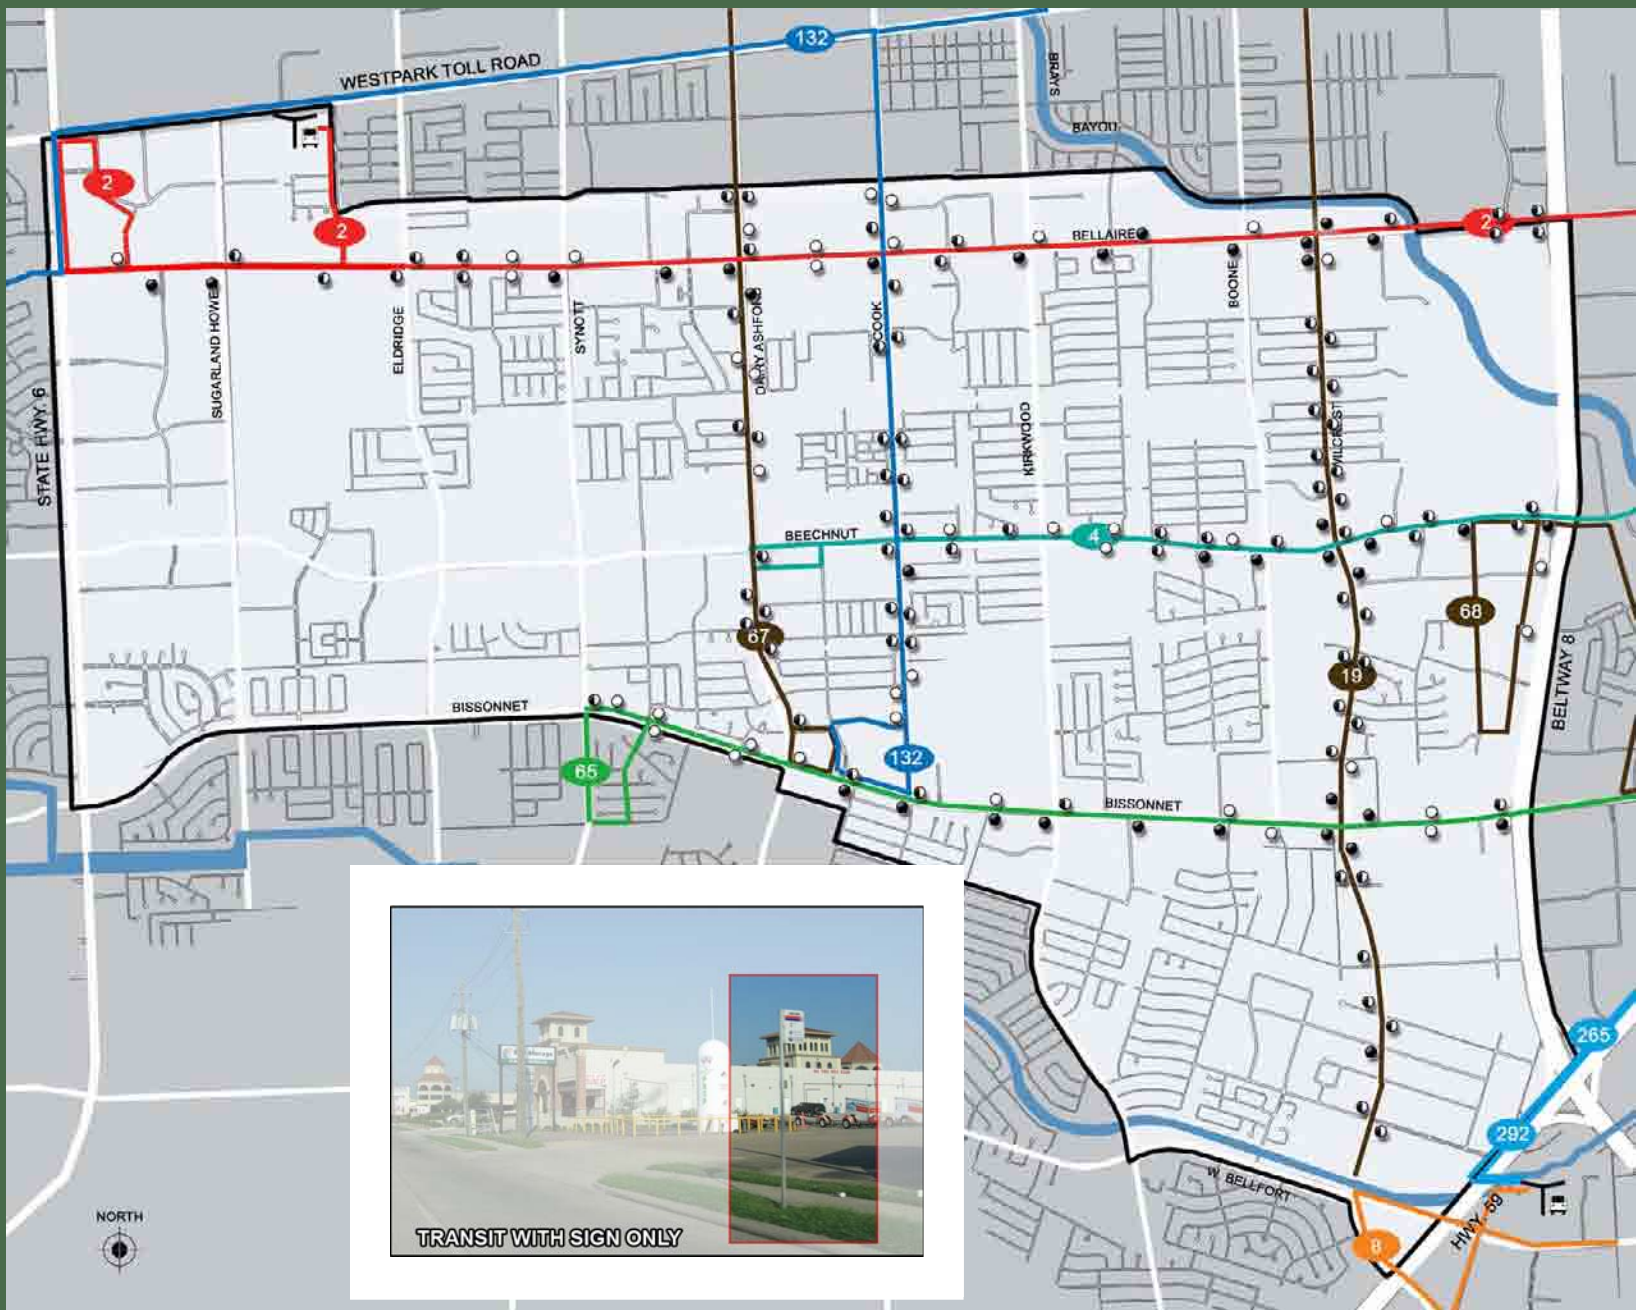 132
WESTPARK TOLL ROAD
BRAYS
BAYOU
2
2
2
BELLAIRE
STATE HWY. 6
SUGARLAND HOWE
ELDRIDGE
SYNOTT
DAIRY ASHFORD
COOK
KIRKWOOD
BOONE
WILCREST
BEECHNUT
4
67
68
19
BELTWAY 8
BISSONNET
65
132
BISSONNET
265
292
W. BELLFORT
HWY. 59
8
NORTH
TRANSIT WITH SIGN ONLY